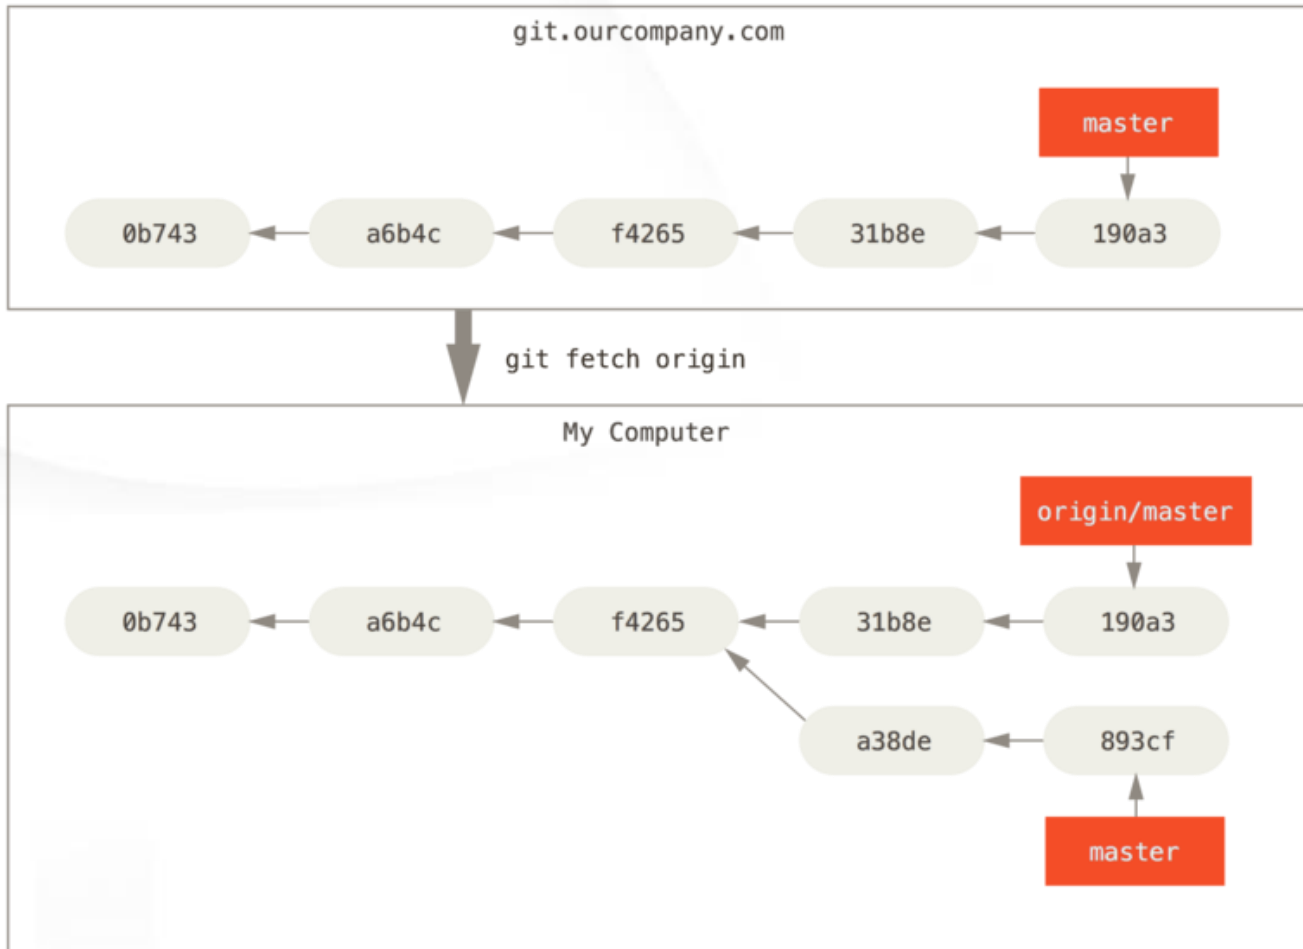 git.ourcompany.com
master
0b743 a6b4c f4265 31b8e 190a3
git fetch origin
My Computer
origin/master
0b743 a6b4c f4265 31b8e 190a3
a38de 893cf
master